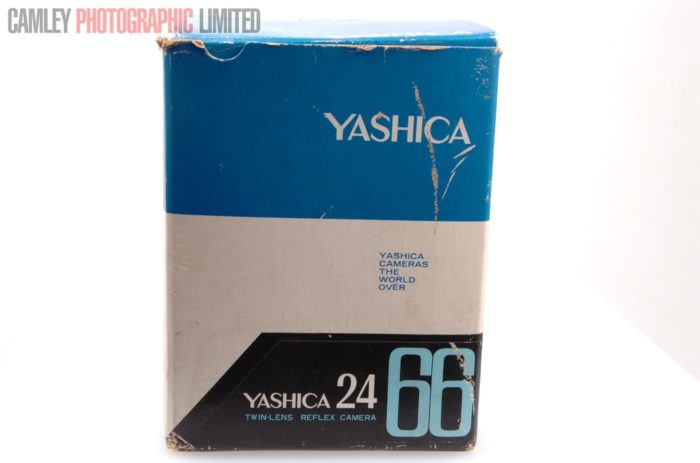 CAMLEY PHOTOGRAPHIC LIMITED
YASHICA
YASHICA
CAMERAS
THE
WORLD
OVER
YASHICA 24 66
TWIN-LENS REFLEX CAMERA